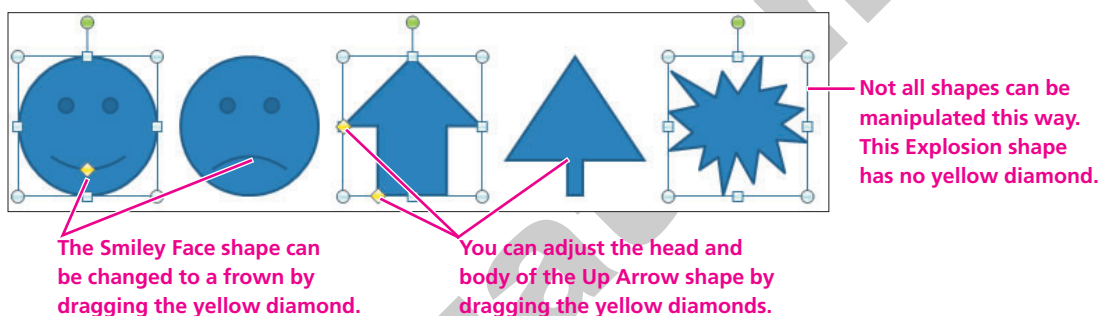 Not all shapes can be
manipulated this way.
This Explosion shape
has no yellow diamond.
The Smiley Face shape can
be changed to a frown by
dragging the yellow diamond.
You can adjust the head and
body of the Up Arrow shape by
dragging the yellow diamonds.